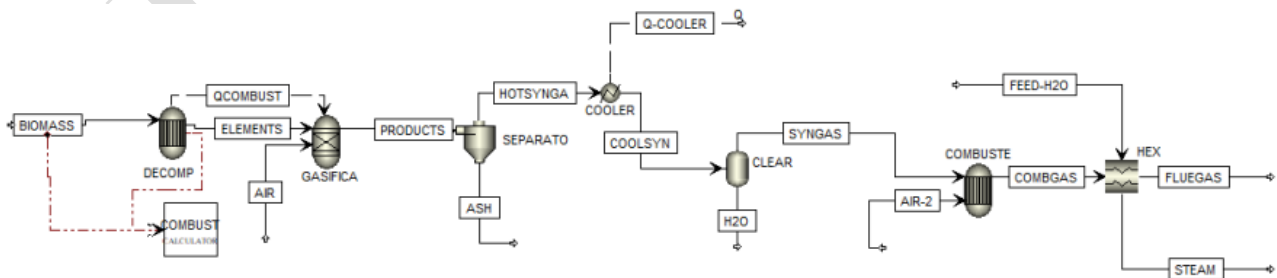 Q-COOLER
Q
QCOMBUST
HOTSYNGA
COOLER
FEED-H2O
BIOMASS
ELEMENTS
PRODUCTS
SEPARATO
COOLSYN
SYNGAS
CLEAR
COMBUSTE
HEX
DECOMP
GASIFICA
COMBGAS
FLUEGAS
AIR
ASH
H2O
AIR-2
COMBUST
CALCULATOR
STEAM